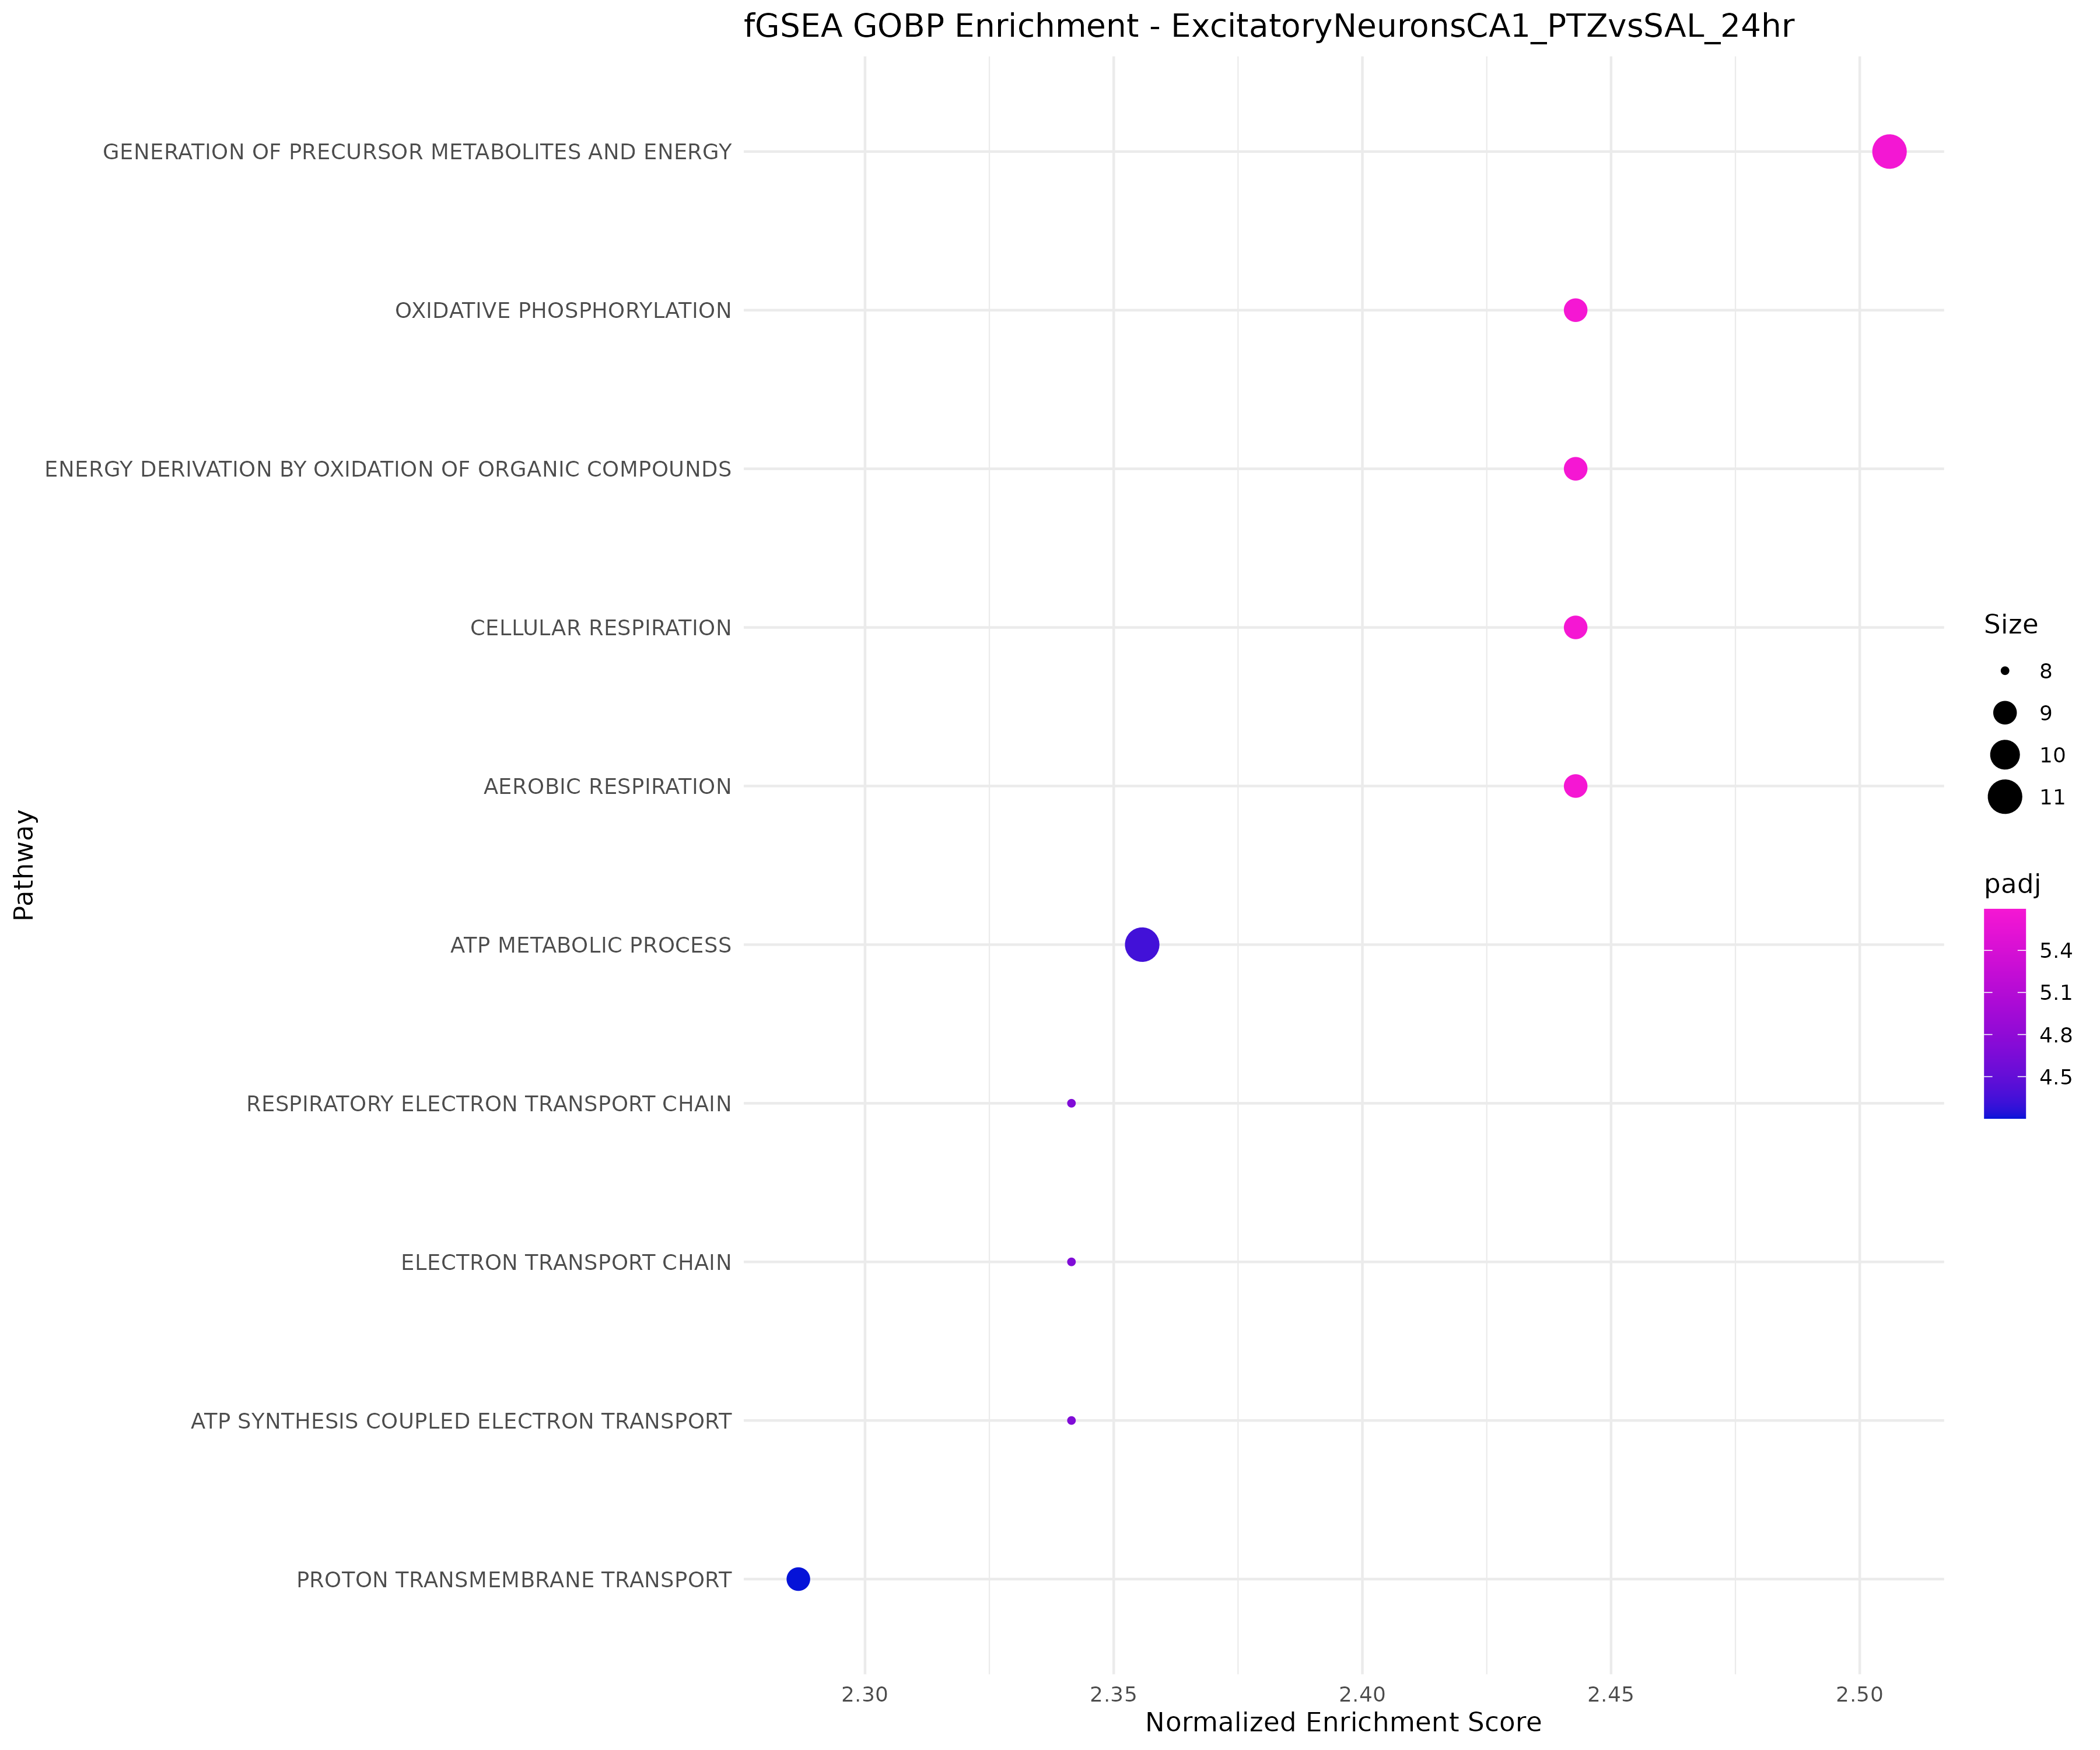 fGSEA GOBP Enrichment - ExcitatoryNeuronsCA1_PTZvsSAL_24hr
GENERATION OF PRECURSOR METABOLITES AND ENERGY
OXIDATIVE PHOSPHORYLATION
ENERGY DERIVATION BY OXIDATION OF ORGANIC COMPOUNDS
CELLULAR RESPIRATION
AEROBIC RESPIRATION
ATP METABOLIC PROCESS
RESPIRATORY ELECTRON TRANSPORT CHAIN
ELECTRON TRANSPORT CHAIN
ATP SYNTHESIS COUPLED ELECTRON TRANSPORT
PROTON TRANSMEMBRANE TRANSPORT
Pathway
2.30 2.35 2.40 2.45 2.50
Normalized Enrichment Score
Size
8
9
10
11
padj
5.4
5.1
4.8
4.5